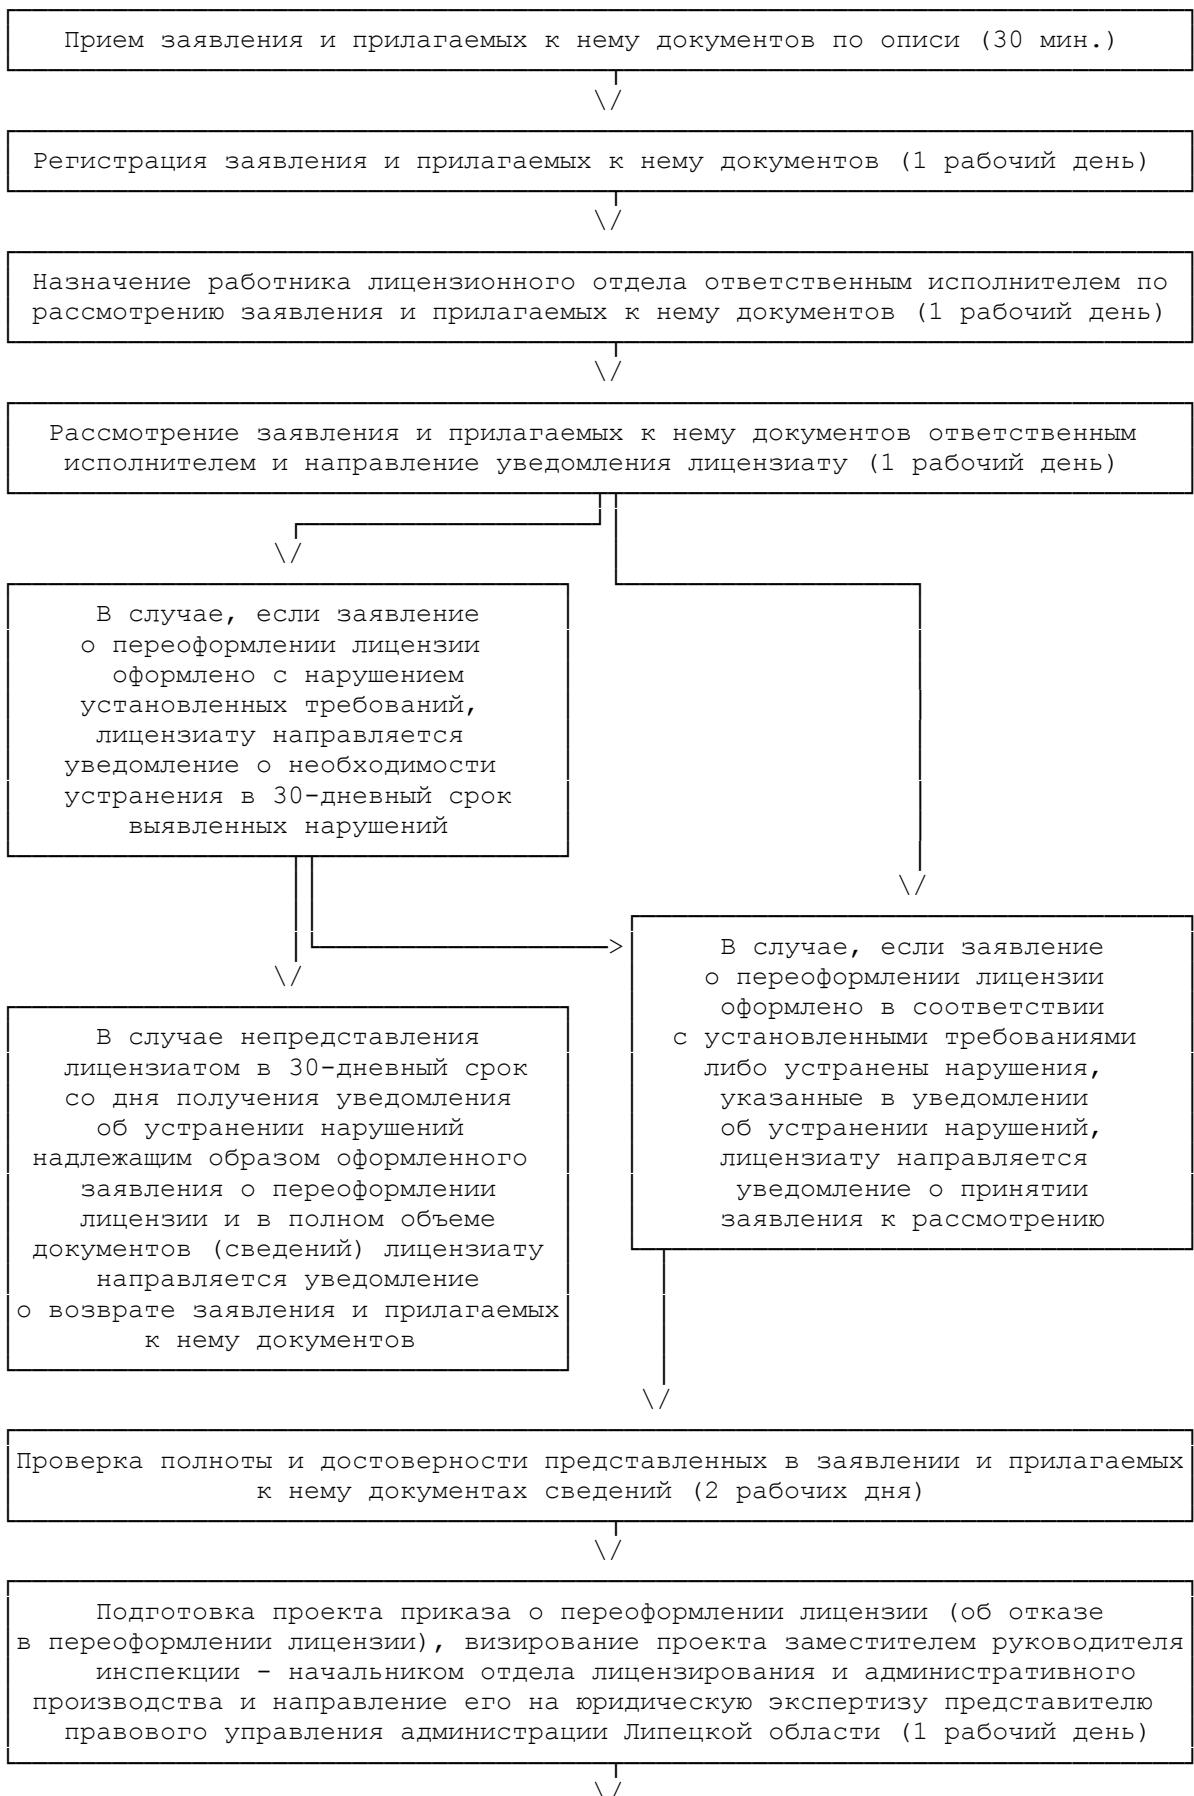 Прием заявления и прилагаемых к нему документов по описи (30 мин.)
Регистрация заявления и прилагаемых к нему документов (1 рабочий день)
Назначение работника лицензионного отдела ответственным исполнителем по
рассмотрению заявления и прилагаемых к нему документов (1 рабочий день)
Рассмотрение заявления и прилагаемых к нему документов ответственным
исполнителем и направление уведомления лицензиату (1 рабочий день)
В случае, если заявление
о переоформлении лицензии
оформлено с нарушением
установленных требований,
лицензиату направляется
уведомление о необходимости
устранения в 30-дневный срок
выявленных нарушений
В случае, если заявление
о переоформлении лицензии
оформлено в соответствии
с установленными требованиями
либо устранены нарушения,
указанные в уведомлении
об устранении нарушений,
лицензиату направляется
уведомление о принятии
заявления к рассмотрению
В случае непредставления
лицензиатом в 30-дневный срок
со дня получения уведомления
об устранении нарушений
надлежащим образом оформленного
заявления о переоформлении
лицензии и в полном объеме
документов (сведений) лицензиату
направляется уведомление
о возврате заявления и прилагаемых
к нему документов
Проверка полноты и достоверности представленных в заявлении и прилагаемых
к нему документах сведений (2 рабочих дня)
Подготовка проекта приказа о переоформлении лицензии (об отказе
в переоформлении лицензии), визирование проекта заместителем руководителя
инспекции - начальником отдела лицензирования и административного
производства и направление его на юридическую экспертизу представителю
правового управления администрации Липецкой области (1 рабочий день)